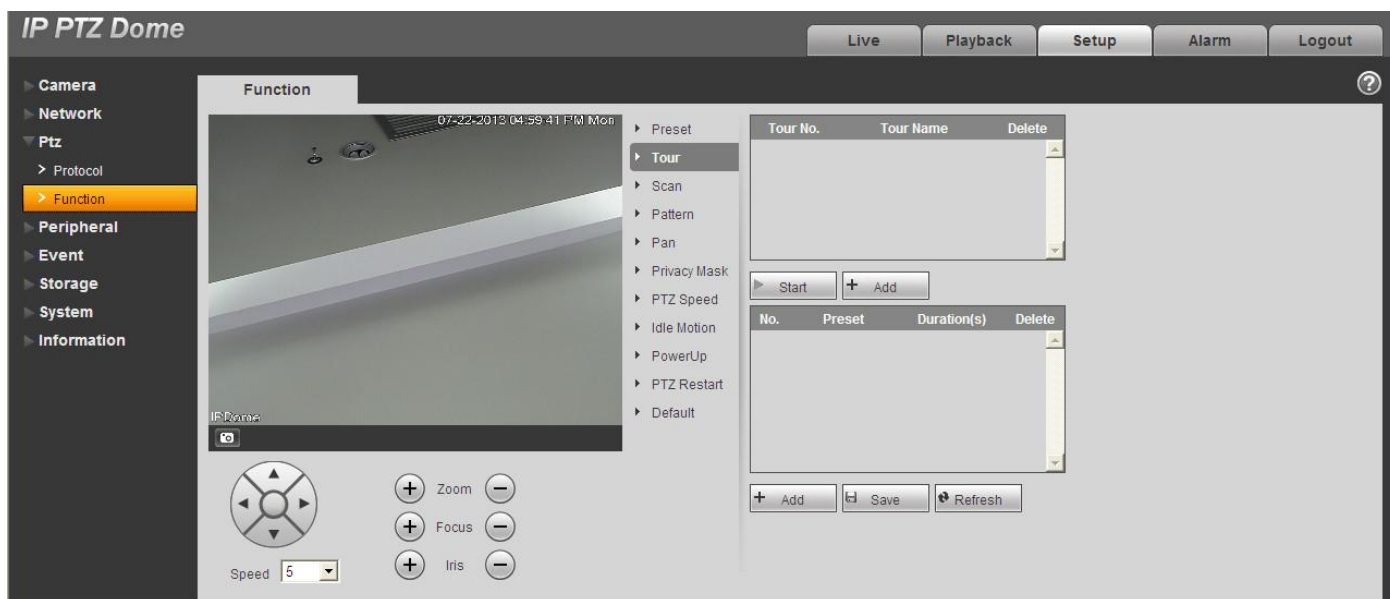 IP PTZ Dome
Live
Playback
Setup
Alarm
Logout
Camera
Network
Ptz
Protocol
Function
Peripheral
Event
Storage
System
Information
Function
07-22-2013 04:59:41 PM Mon
IP Dome
Speed 5
Zoom
Focus
Iris
Preset
Tour
Scan
Pattern
Pan
Privacy Mask
PTZ Speed
Idle Motion
PowerUp
PTZ Restart
Default
Tour No. Tour Name Delete
Start
Add
No. Preset Duration(s) Delete
Add
Save
Refresh